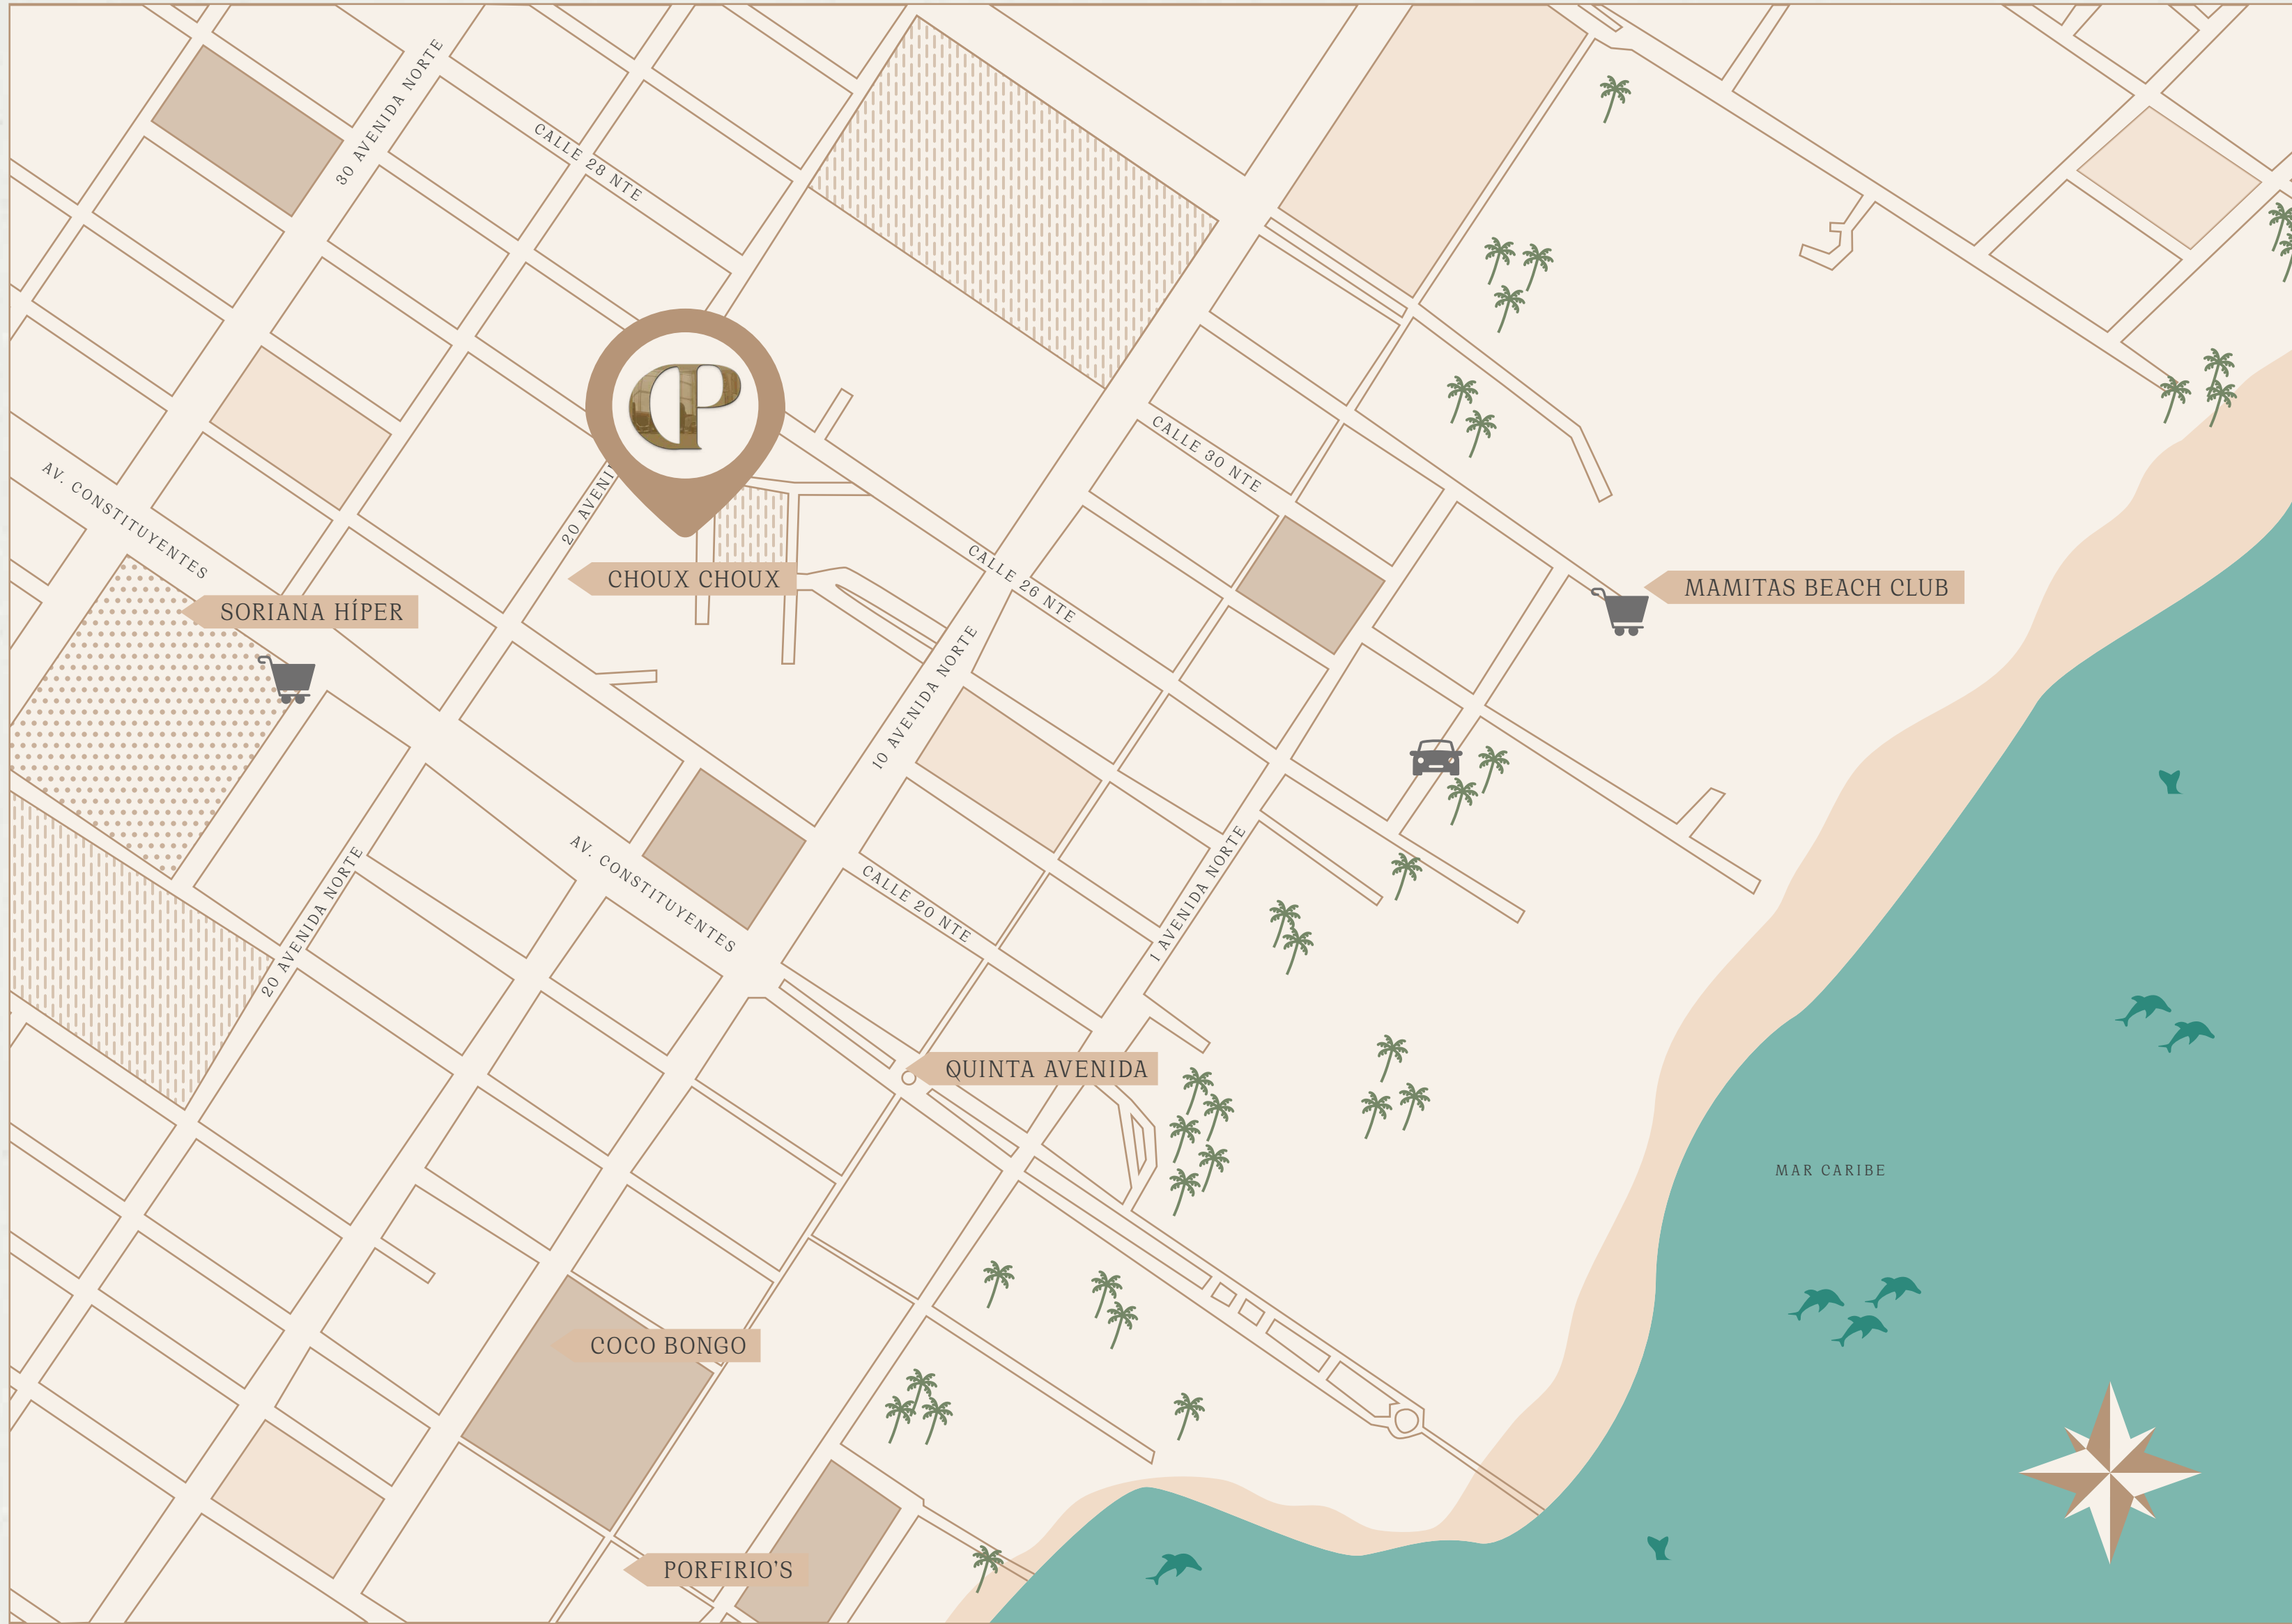 30 AVENIDA NORTE
CALLE 28 NTE
CALLE 30 NTE
AV. CONSTITUYENTES
20 AVENI
CHOUX CHOUX
CALLE 26 NTE
MAMITAS BEACH CLUB
SORIANA HÍPER
10 AVENIDA NORTE
AV. CONSTITUYENTES
20 AVENIDA NORTE
CALLE 20 NTE
1 AVENIDA NORTE
QUINTA AVENIDA
MAR CARIBE
COCO BONGO
PORFIRIO'S